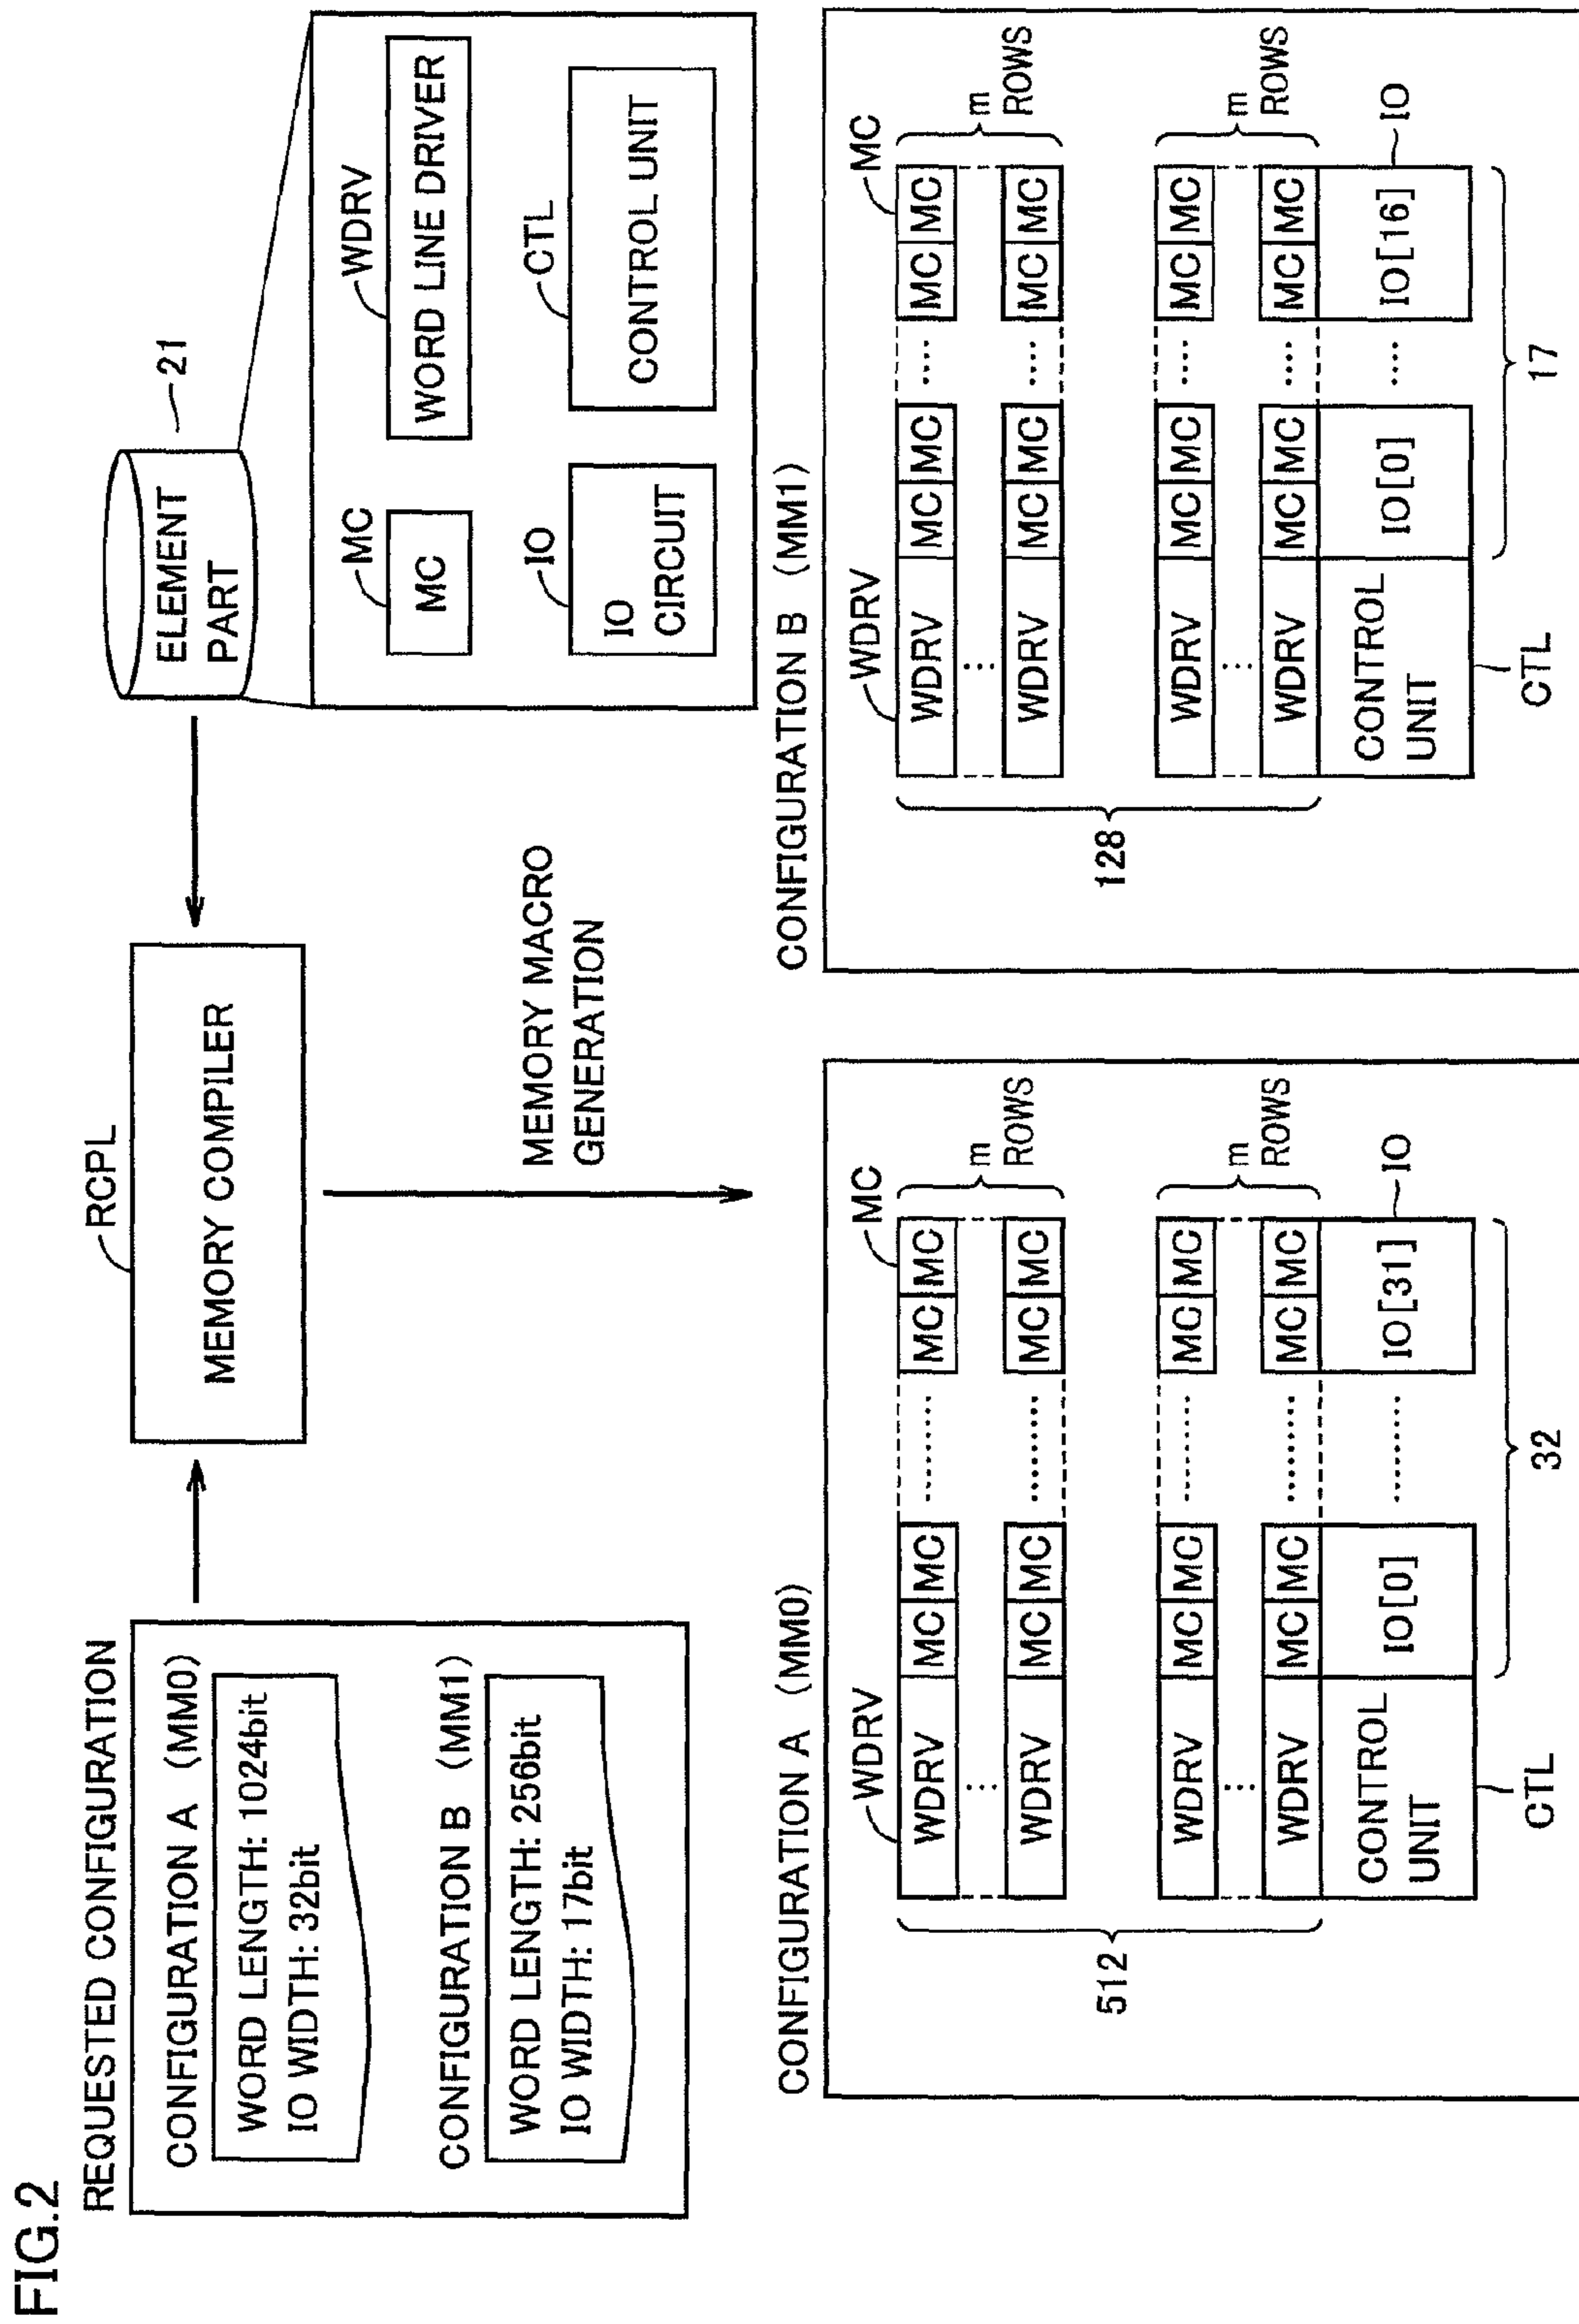 FIG.2
REQUESTED CONFIGURATION
CONFIGURATION A (MM0)
WORD LENGTH: 1024bit
IO WIDTH: 32bit
CONFIGURATION B (MM1)
WORD LENGTH: 256bit
IO WIDTH: 17bit
RCPL
MEMORY COMPILER
MEMORY MACRO
GENERATION
21
ELEMENT
PART
MC
MC
WDRV
WORD LINE DRIVER
IO
IO
CIRCUIT
CTL
CONTROL UNIT
CONFIGURATION A (MM0)
WDRV
MC
WDRV MC MC ........ MC MC
...
WDRV MC MC ........ MC MC
m
ROWS
WDRV MC MC ........ MC MC
...
WDRV MC MC ........ MC MC
m
ROWS
512
CONTROL
UNIT
IO[0] ........ IO[31]
IO
CTL
32
CONFIGURATION B (MM1)
WDRV
MC
WDRV MC MC .... MC MC
...
WDRV MC MC .... MC MC
m
ROWS
WDRV MC MC .... MC MC
...
WDRV MC MC .... MC MC
m
ROWS
128
CONTROL
UNIT
IO[0] .... IO[16]
IO
CTL
17